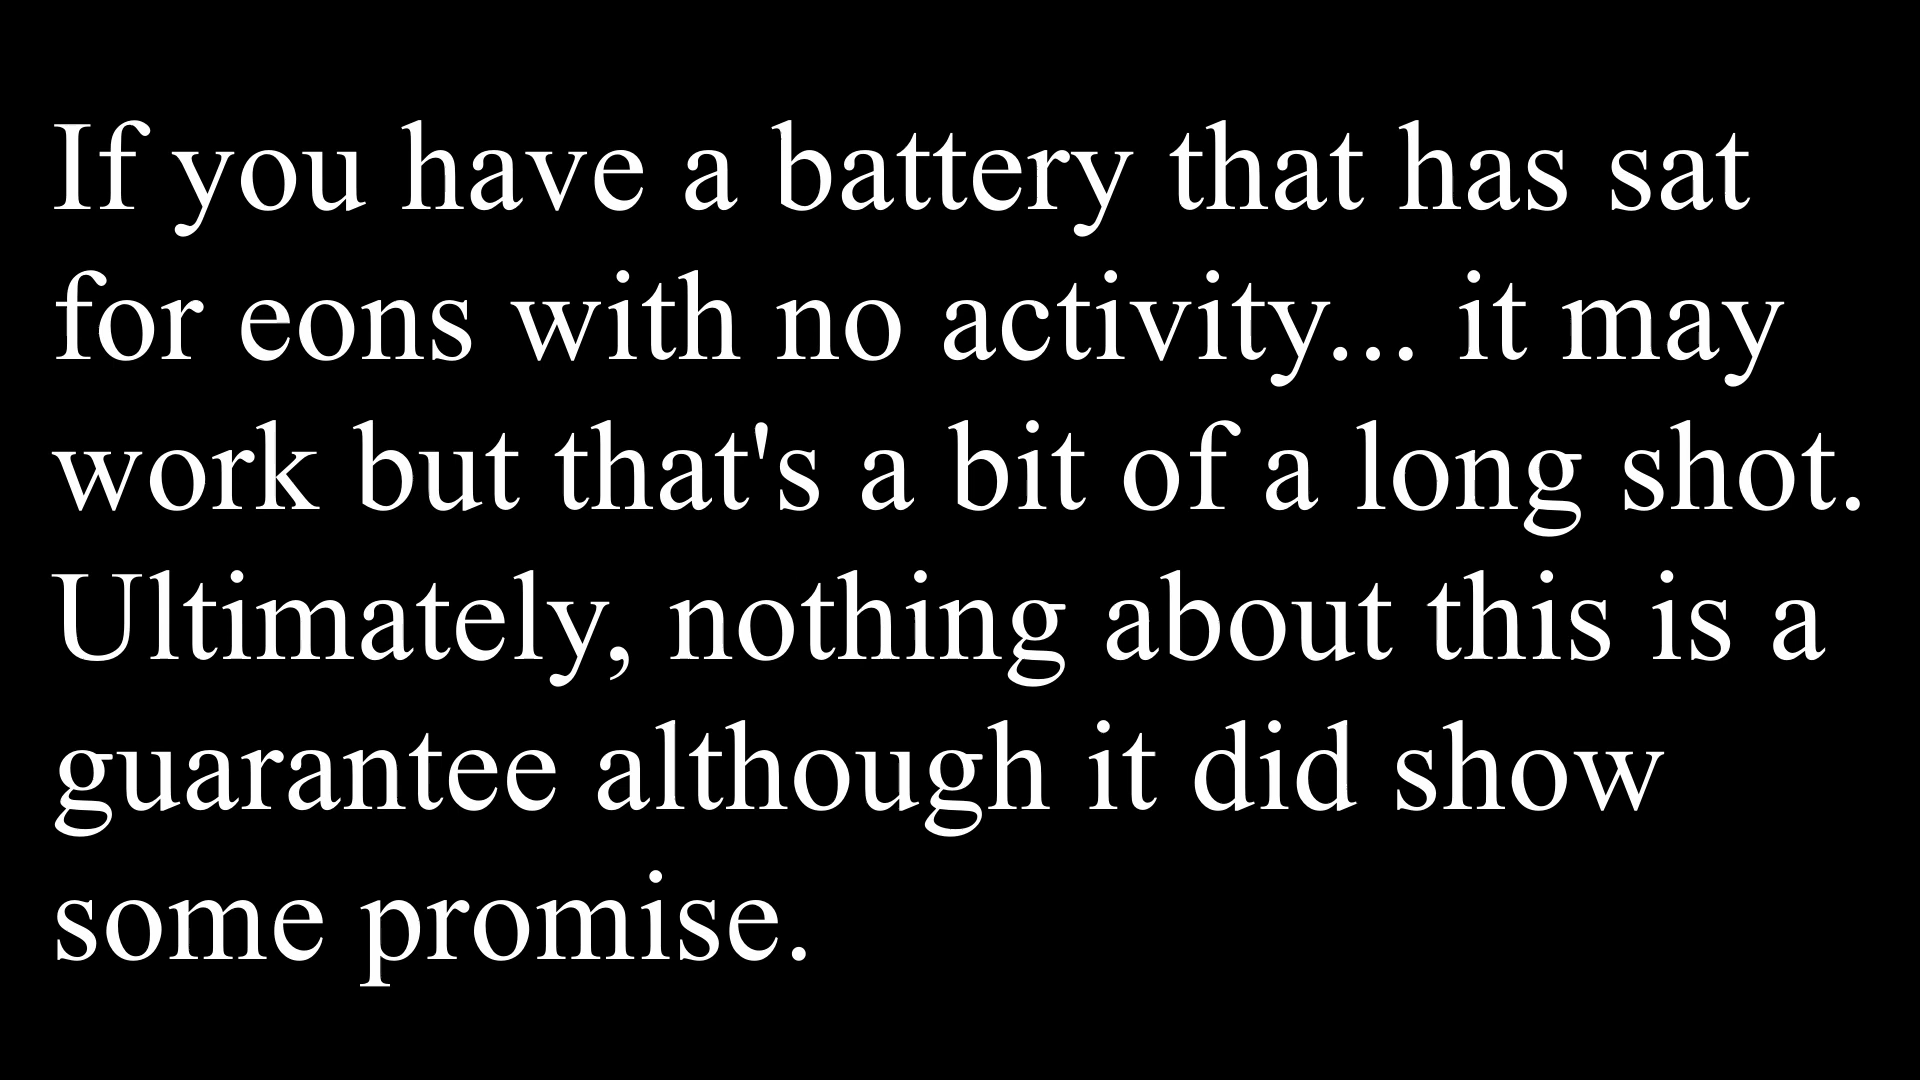 If you have a battery that has sat
for eons with no activity... it may
work but that's a bit of a long shot.
Ultimately, nothing about this is a
guarantee although it did show
some promise.